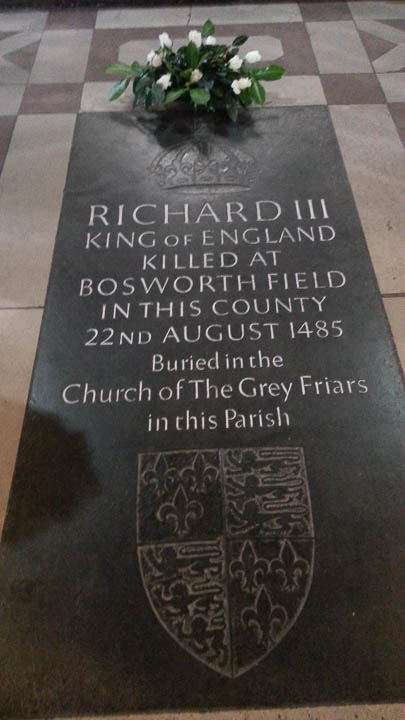 RICHARD III
KING OF ENGLAND
KILLED AT
BOSWORTH FIELD
IN THIS COUNTY
22ND AUGUST 1485
Buried in the
Church of The Grey Friars
in this Parish